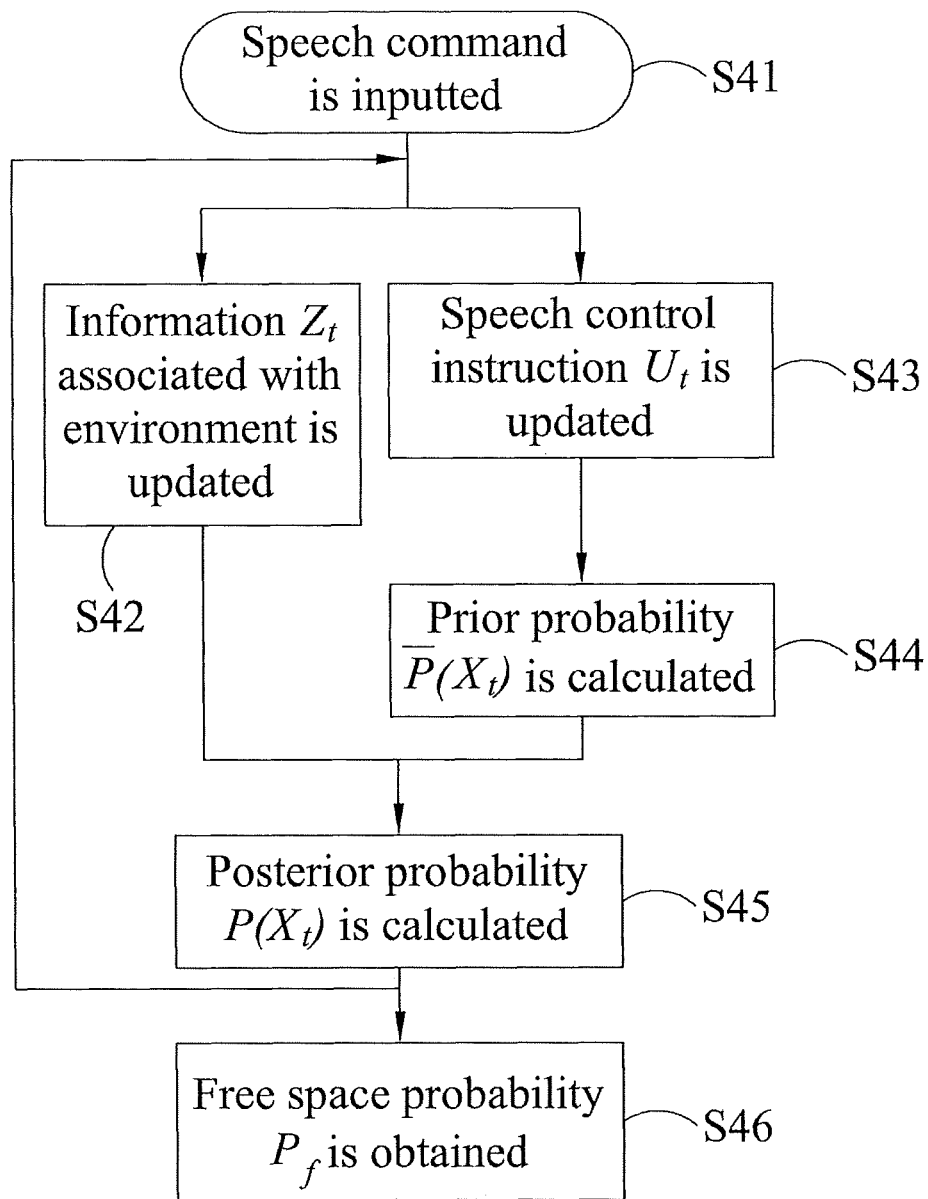 Speech command
is inputted
S41
Information Z_t
associated with
environment is
updated
S42
Speech control
instruction U_t is
updated
S43
Prior probability
P̅(X_t) is calculated
S44
Posterior probability
P(X_t) is calculated
S45
Free space probability
P_f is obtained
S46